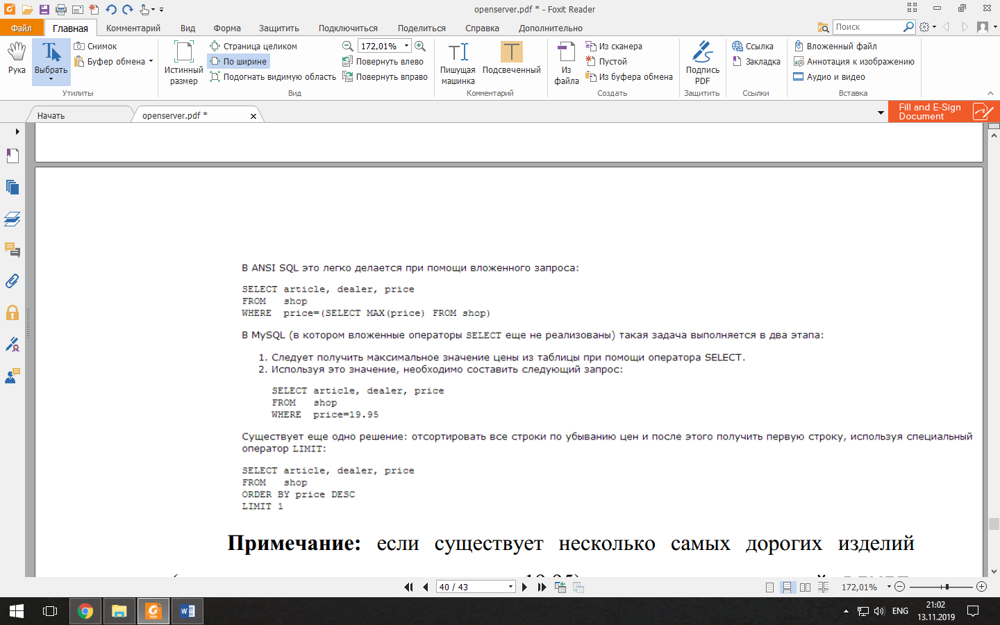 openserver.pdf * - Foxit Reader
Файл Главная Комментарий Вид Форма Защитить Подключиться Поделиться Справка Дополнительно Поиск
Рука
Выбрать
Снимок
Буфер обмена
Утилиты
Истинный размер
Страница целиком
По ширине
Подогнать видимую область
172,01%
Повернуть влево
Повернуть вправо
Вид
Пишущая машинка
Подсвеченный
Комментарий
Из файла
Из сканера
Пустой
Из буфера обмена
Создать
Подпись PDF
Защитить
Ссылка
Закладка
Ссылки
Вложенный файл
Аннотация к изображению
Аудио и видео
Вставка
Начать openserver.pdf *
Fill and E-Sign
Document
В ANSI SQL это легко делается при помощи вложенного запроса:
SELECT article, dealer, price
FROM shop
WHERE price=(SELECT MAX(price) FROM shop)
В MySQL (в котором вложенные операторы SELECT еще не реализованы) такая задача выполняется в два этапа:
1. Следует получить максимальное значение цены из таблицы при помощи оператора SELECT.
2. Используя это значение, необходимо составить следующий запрос:
SELECT article, dealer, price
FROM shop
WHERE price=19.95
Существует еще одно решение: отсортировать все строки по убыванию цен и после этого получить первую строку, используя специальный
оператор LIMIT:
SELECT article, dealer, price
FROM shop
ORDER BY price DESC
LIMIT 1
Примечание: если существует несколько самых дорогих изделий
40 / 43
172,01%
ENG
21:02
13.11.2019